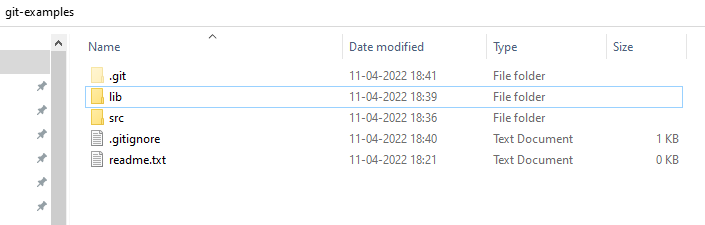 git-examples
Name Date modified Type Size
.git 11-04-2022 18:41 File folder
lib 11-04-2022 18:39 File folder
src 11-04-2022 18:36 File folder
.gitignore 11-04-2022 18:40 Text Document 1 KB
readme.txt 11-04-2022 18:21 Text Document 0 KB